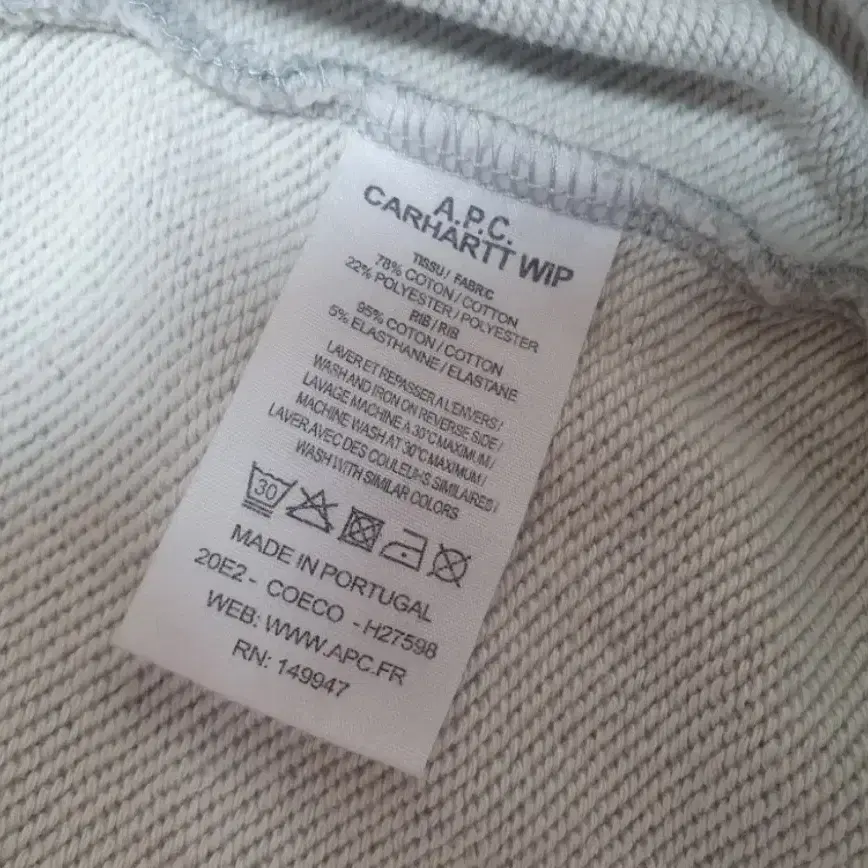 A.P.C.
CARHARTT WIP
TISSU / FABRIC
78% COTON / COTTON
22% POLYESTER / POLYESTER
RIB / RIB
95% COTON / COTTON
5% ELASTHANNE / ELASTANE
LAVER ET REPASSER A L'ENVERS /
WASH AND IRON ON REVERSE SIDE /
LAVAGE MACHINE A 30°C MAXIMUM /
MACHINE WASH AT 30°C MAXIMUM /
LAVER AVEC DES COULEURS SIMILAIRES /
WASH WITH SIMILAR COLORS
30
MADE IN PORTUGAL
20E2 - COECO - H27598
WEB: WWW.APC.FR
RN: 149947